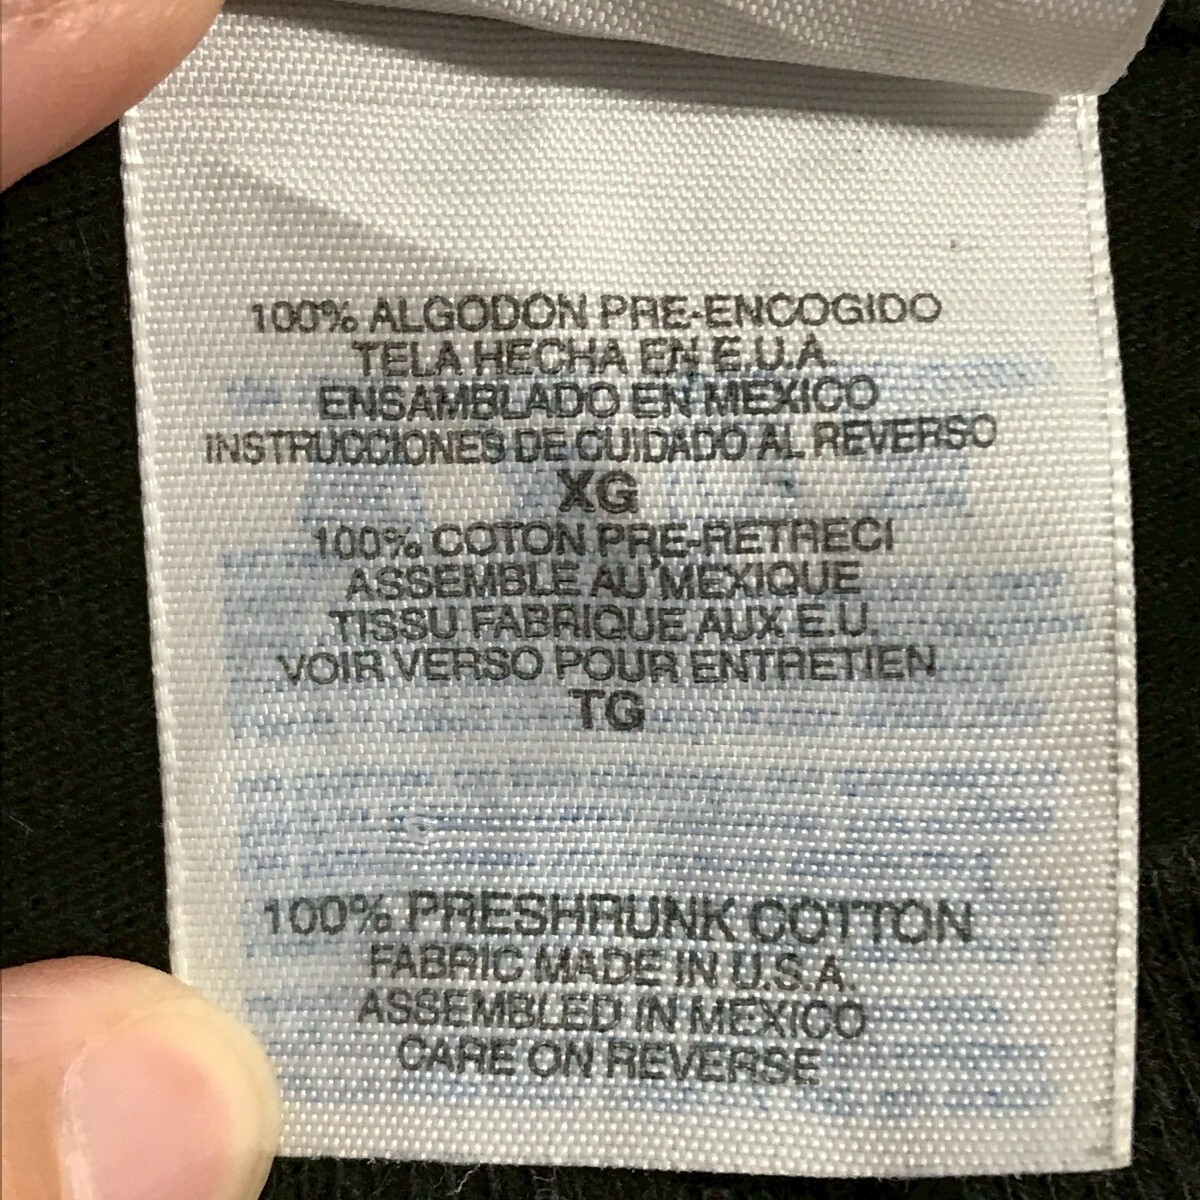 100% ALGODON PRE-ENCOGIDO
TELA HECHA EN E.U.A.
ENSAMBLADO EN MEXICO
INSTRUCCIONES DE CUIDADO AL REVERSO
XG
100% COTON PRE-RETRECI
ASSEMBLE AU MEXIQUE
TISSU FABRIQUE AUX E.U.
VOIR VERSO POUR ENTRETIEN
TG
100% PRESHRUNK COTTON
FABRIC MADE IN U.S.A.
ASSEMBLED IN MEXICO
CARE ON REVERSE